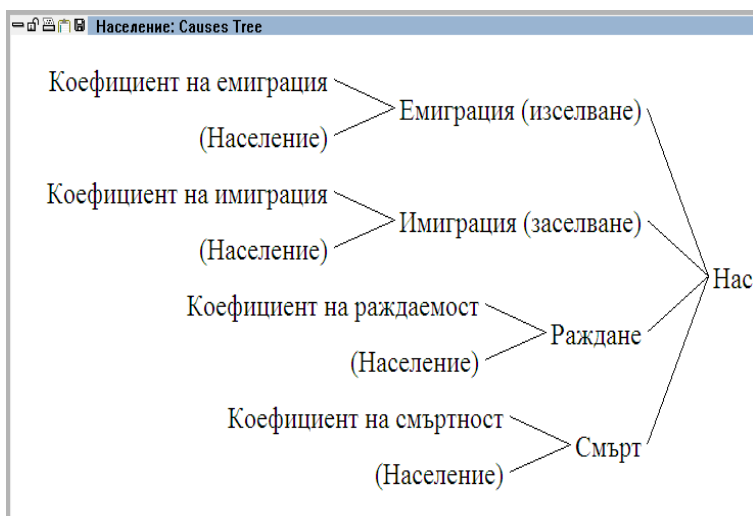 Население: Causes Tree
Коефициент на емиграция
Емиграция (изселване)
(Население)
Коефициент на имиграция
Имиграция (заселване)
(Население)
Нас
Коефициент на раждаемост
Раждане
(Население)
Коефициент на смъртност
Смърт
(Население)